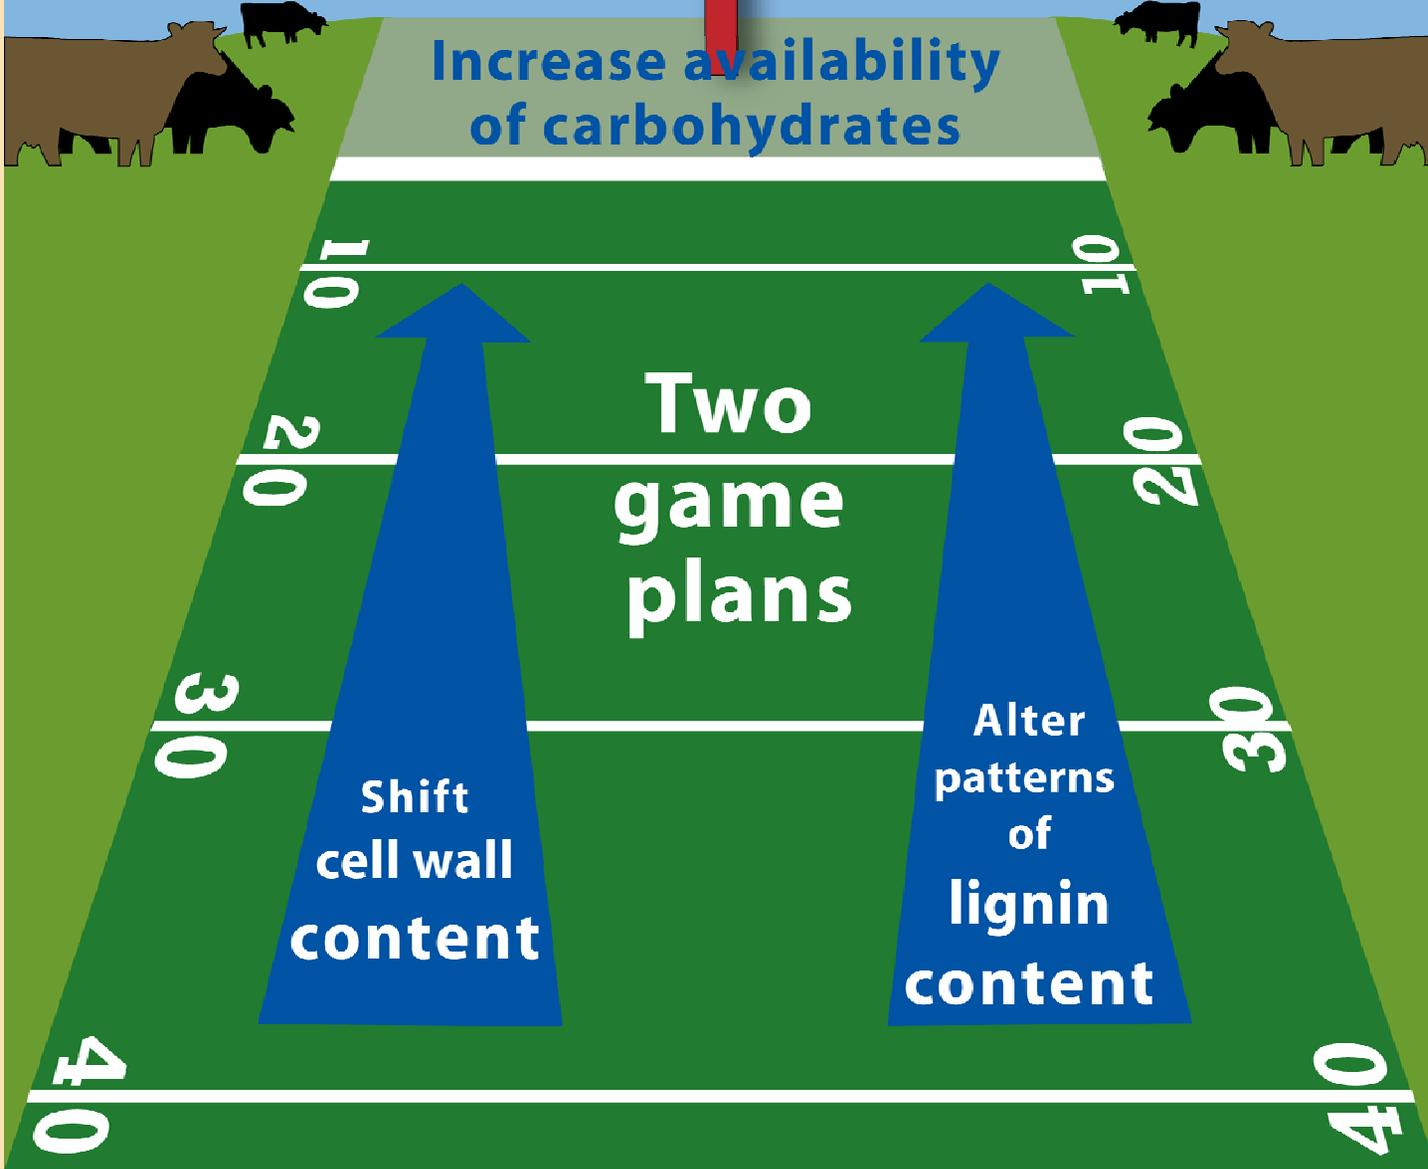 Increase availability
of carbohydrates
10
10
Two
20
20
game
plans
30
30
Shift
cell wall
content
Alter
patterns
of
lignin
content
40
40